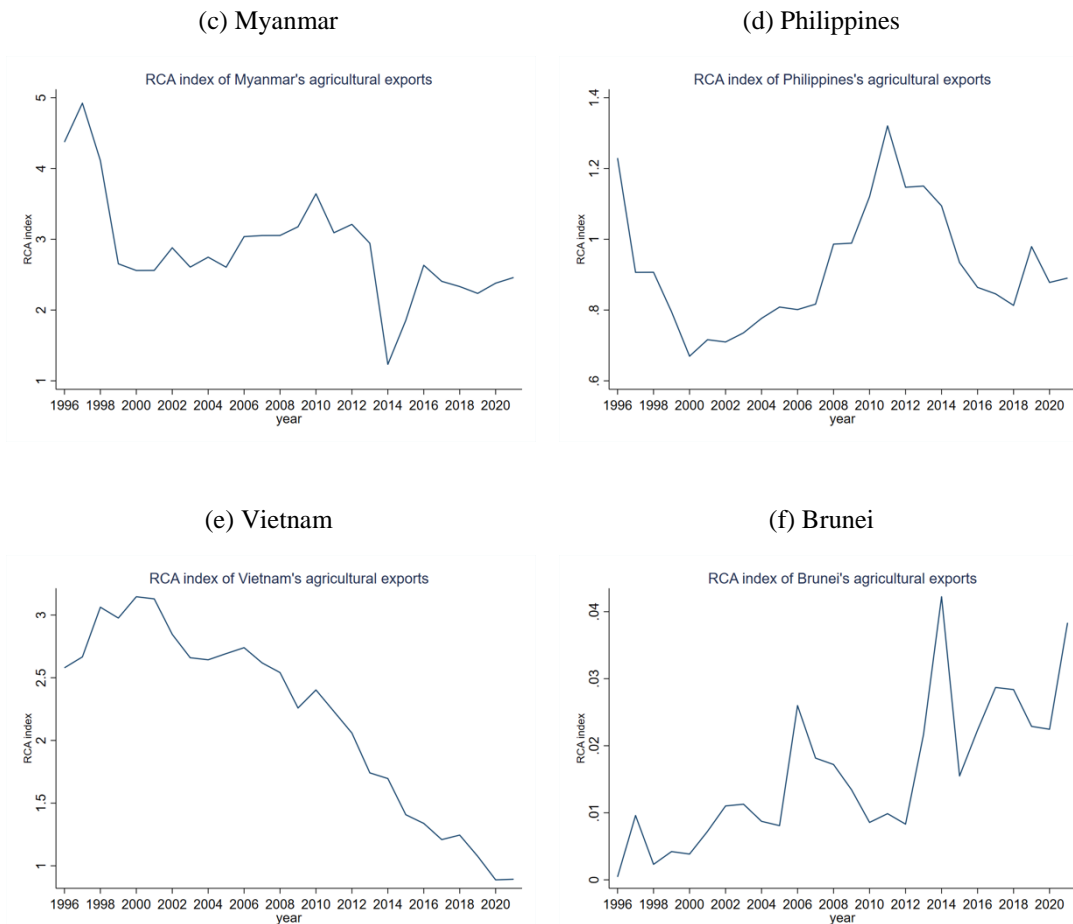 (c) Myanmar
RCA index of Myanmar's agricultural exports
5
4
3
2
1
RCA index
1996 1998 2000 2002 2004 2006 2008 2010 2012 2014 2016 2018 2020
year
(d) Philippines
RCA index of Philippines's agricultural exports
1.4
1.2
1
.8
.6
RCA index
1996 1998 2000 2002 2004 2006 2008 2010 2012 2014 2016 2018 2020
year
(e) Vietnam
RCA index of Vietnam's agricultural exports
3
2.5
2
1.5
1
RCA index
1996 1998 2000 2002 2004 2006 2008 2010 2012 2014 2016 2018 2020
year
(f) Brunei
RCA index of Brunei's agricultural exports
.04
.03
.02
.01
0
RCA index
1996 1998 2000 2002 2004 2006 2008 2010 2012 2014 2016 2018 2020
year